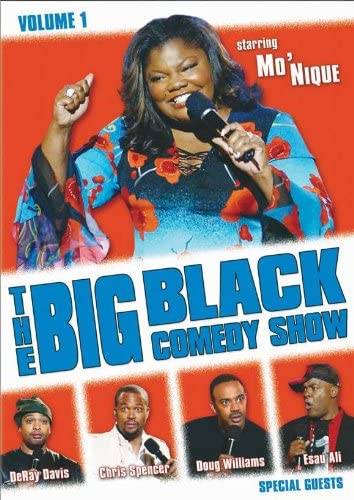 VOLUME 1
starring
Mo'NIQUE
THE BIG BLACK
COMEDY SHOW
DeRay Davis
Chris Spencer
Doug Williams
Esau Ali
SPECIAL GUESTS